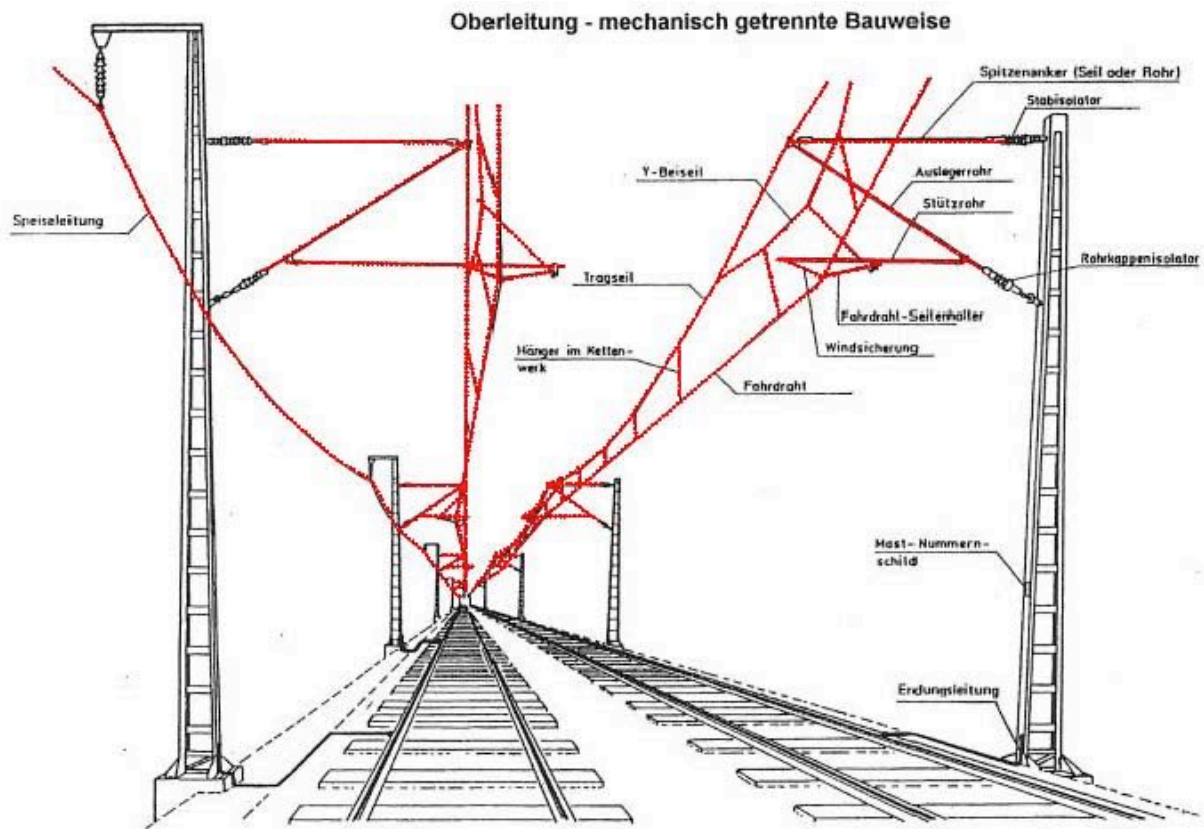 Oberleitung - mechanisch getrennte Bauweise
Spitzenanker (Seil oder Rohr)
Stabisolator
Y-Beiseil
Auslegerrohr
Stützrohr
Speiseleitung
Rohrkappenisolator
Tragseil
Fahrdraht-Seitenhalter
Windsicherung
Hänger im Ketten-
werk
Fahrdraht
Mast-Nummern-
schild
Erdungsleitung